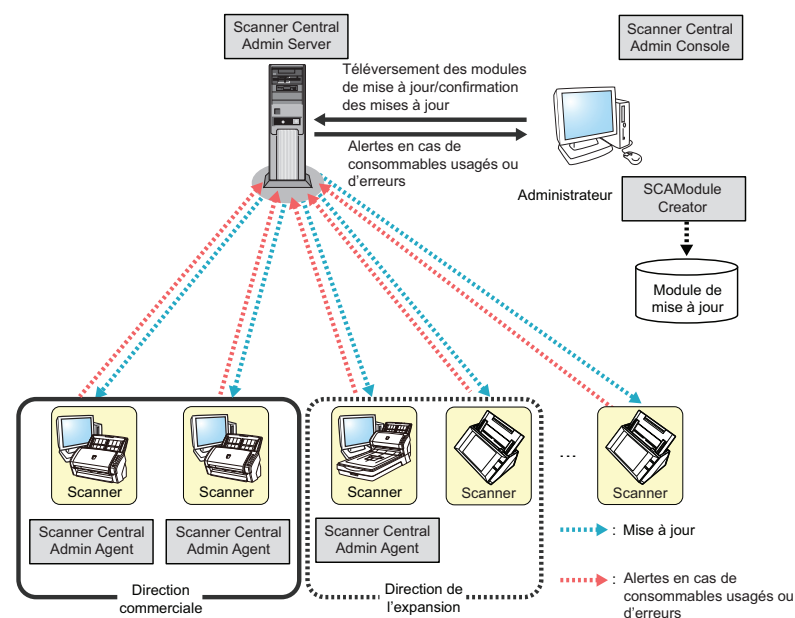 Scanner Central
Admin Server
Scanner Central
Admin Console
Téléversement des modules
de mise à jour/confirmation
des mises à jour
Alertes en cas de
consommables usagés ou
d'erreurs
Administrateur
SCAModule
Creator
Module de
mise à jour
Scanner
Scanner
Scanner
Scanner
...
Scanner
Scanner Central
Admin Agent
Scanner Central
Admin Agent
Scanner Central
Admin Agent
Direction
commerciale
Direction de
l'expansion
: Mise à jour
: Alertes en cas de
consommables usagés ou
d'erreurs